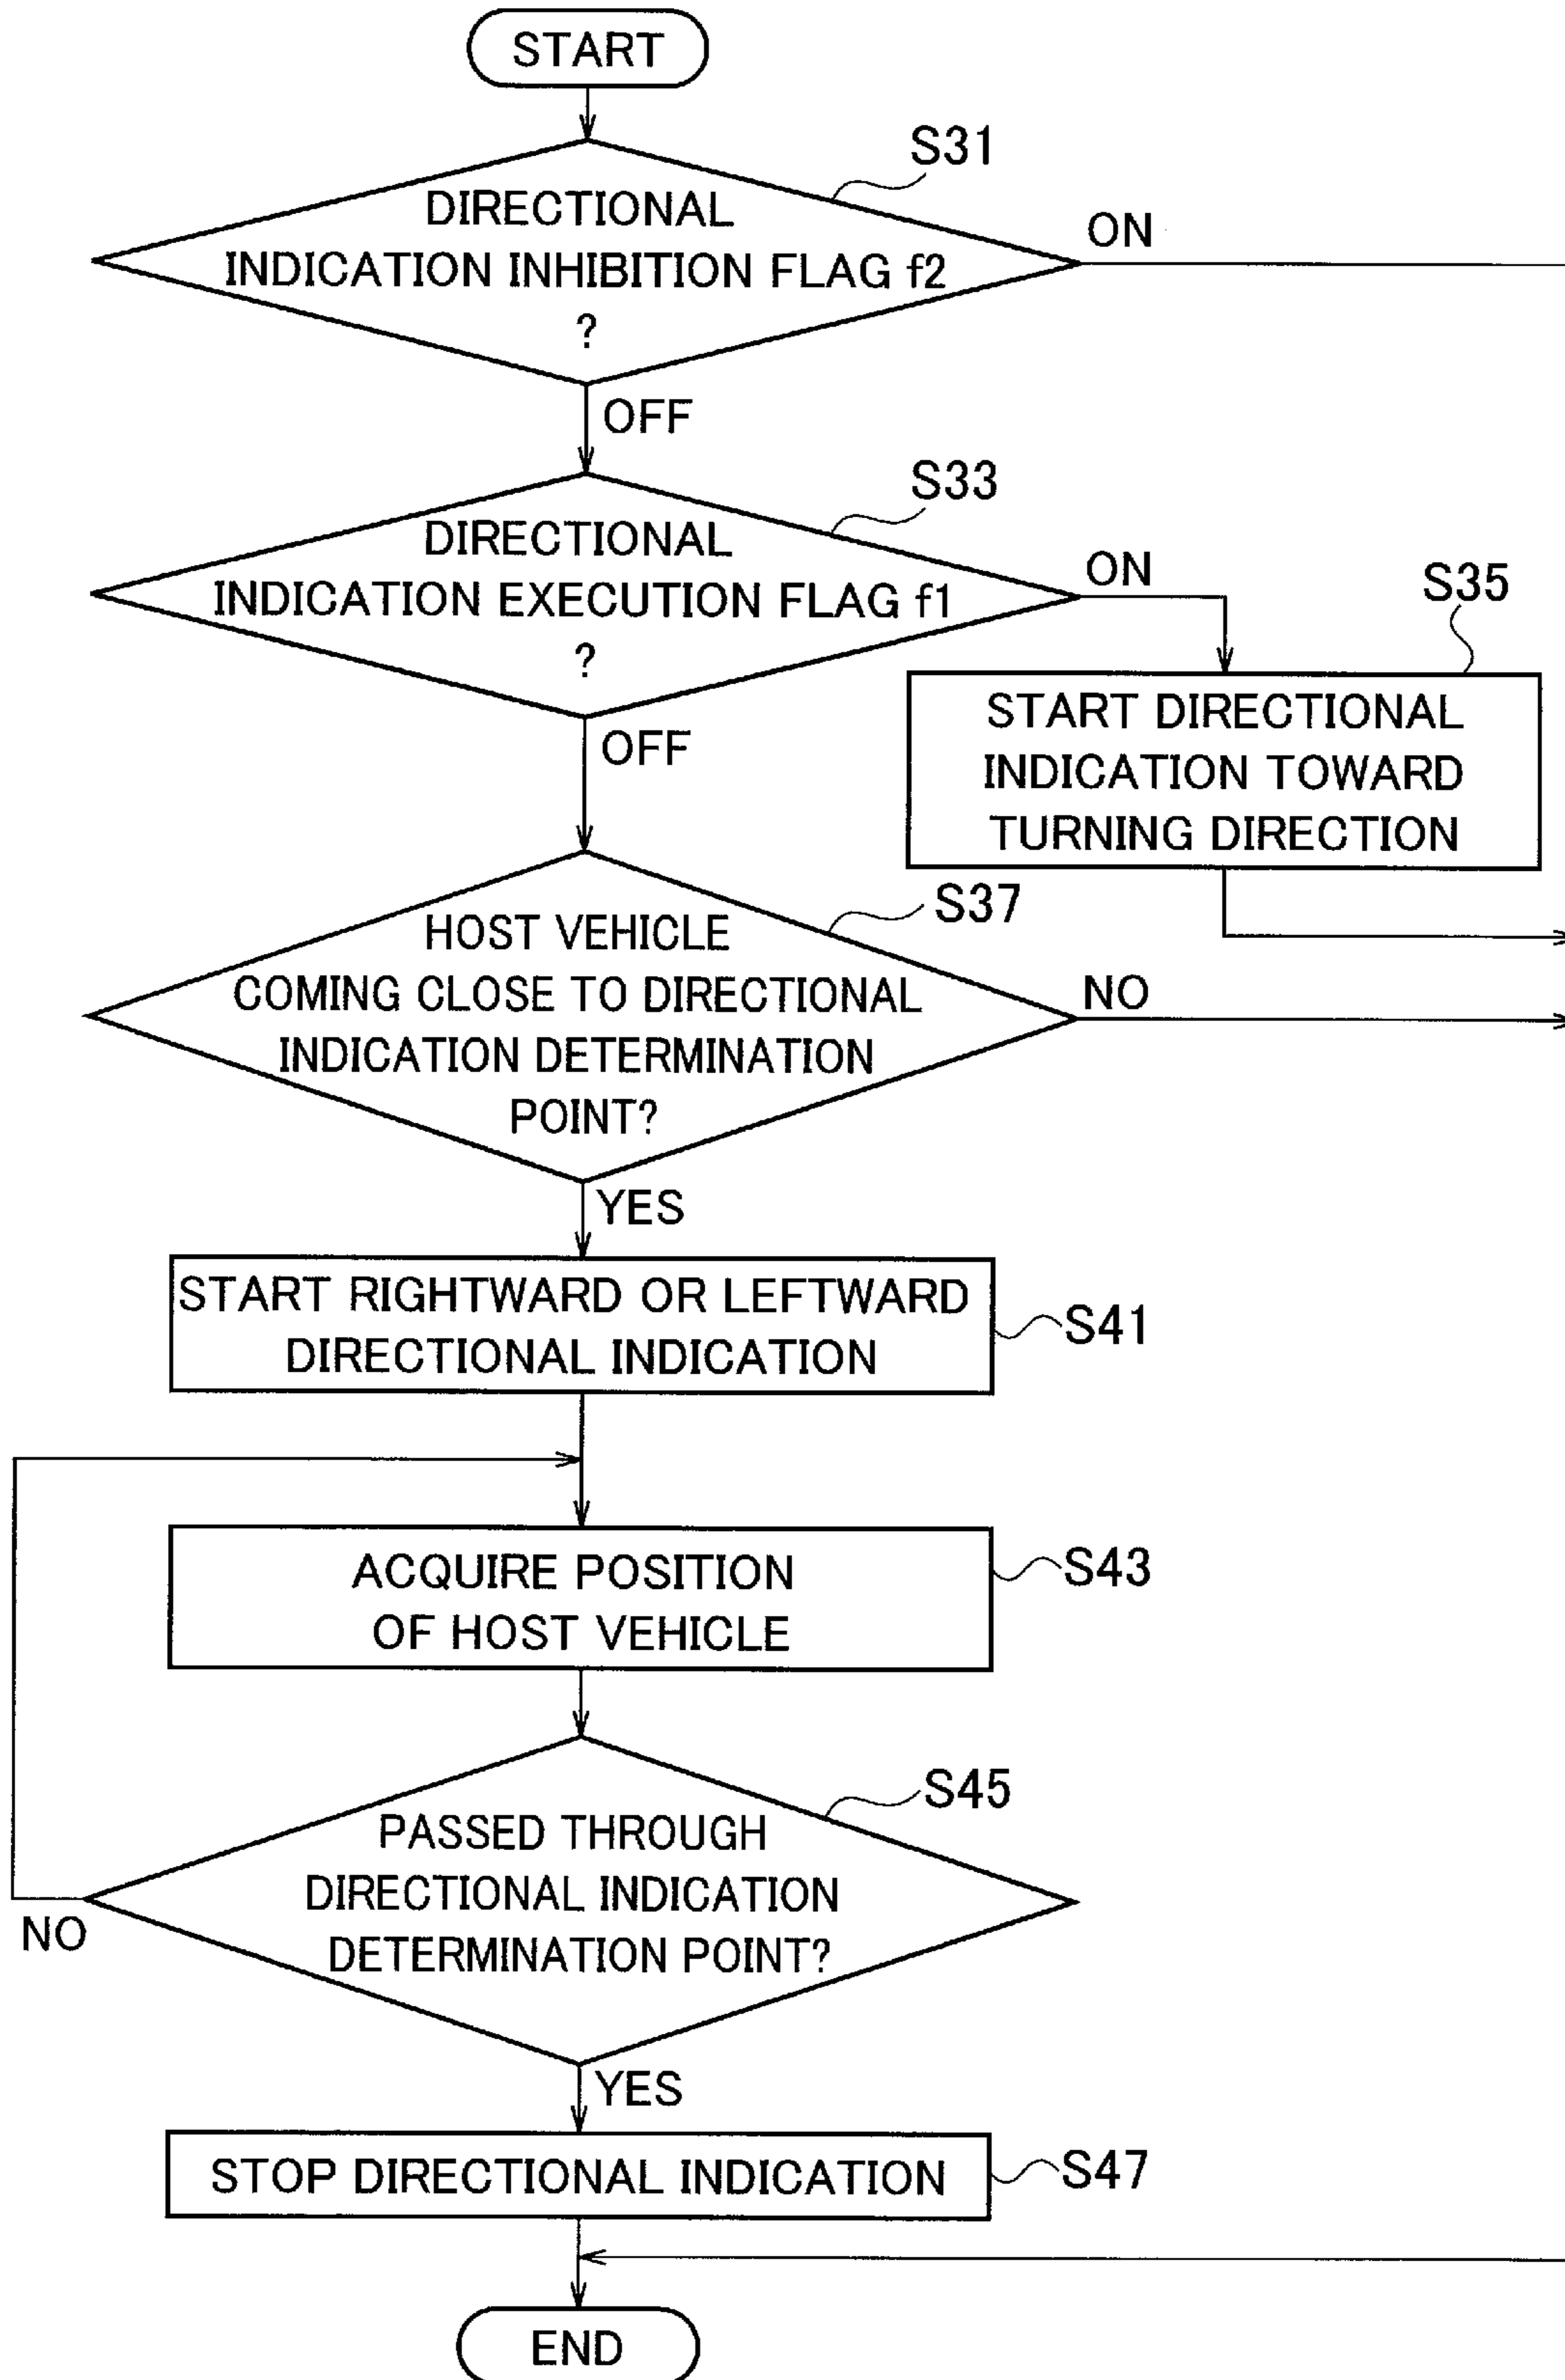 START
S31
DIRECTIONAL
INDICATION INHIBITION FLAG f2
?
ON
OFF
S33
DIRECTIONAL
INDICATION EXECUTION FLAG f1
?
ON
S35
START DIRECTIONAL
INDICATION TOWARD
TURNING DIRECTION
OFF
S37
HOST VEHICLE
COMING CLOSE TO DIRECTIONAL
INDICATION DETERMINATION
POINT?
NO
YES
START RIGHTWARD OR LEFTWARD
DIRECTIONAL INDICATION
S41
ACQUIRE POSITION
OF HOST VEHICLE
S43
S45
PASSED THROUGH
DIRECTIONAL INDICATION
DETERMINATION POINT?
NO
YES
STOP DIRECTIONAL INDICATION
S47
END